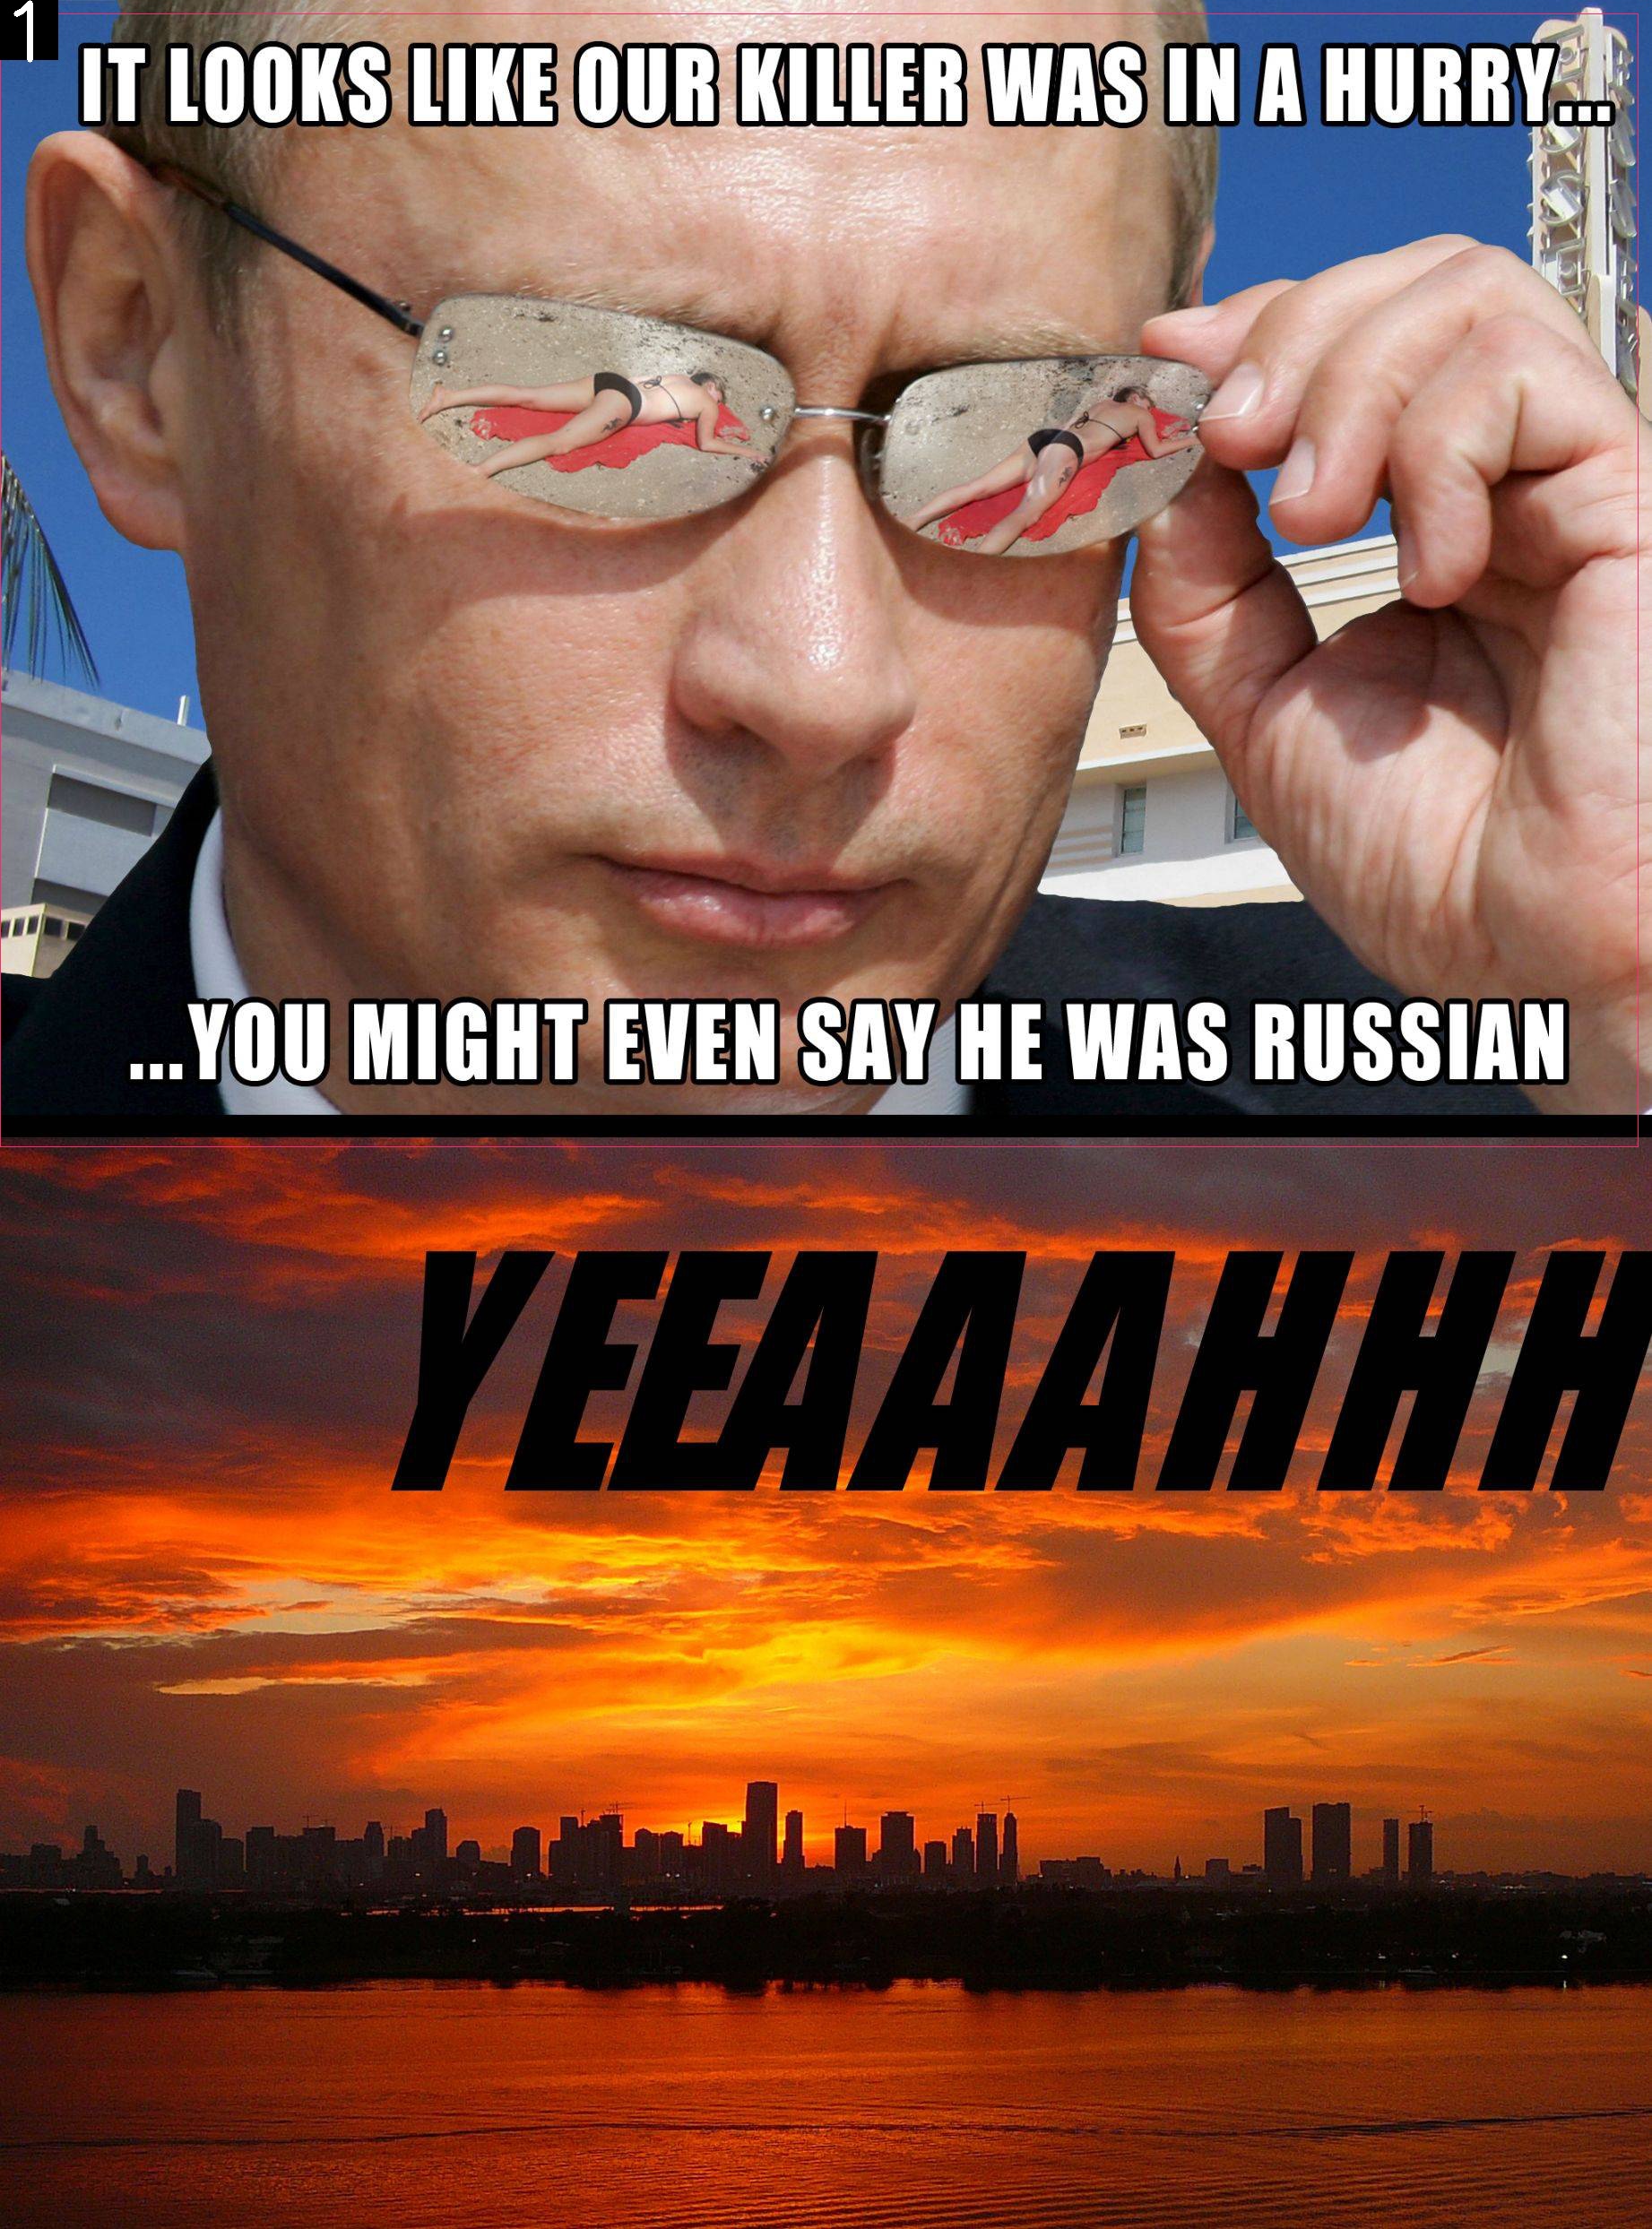 1
IT LOOKS LIKE OUR KILLER WAS IN A HURRY...
...YOU MIGHT EVEN SAY HE WAS RUSSIAN
YEEAAAHHH